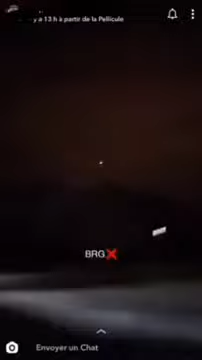 y a 13 h à partir de la Pellicule
BRG❌
Envoyer un Chat